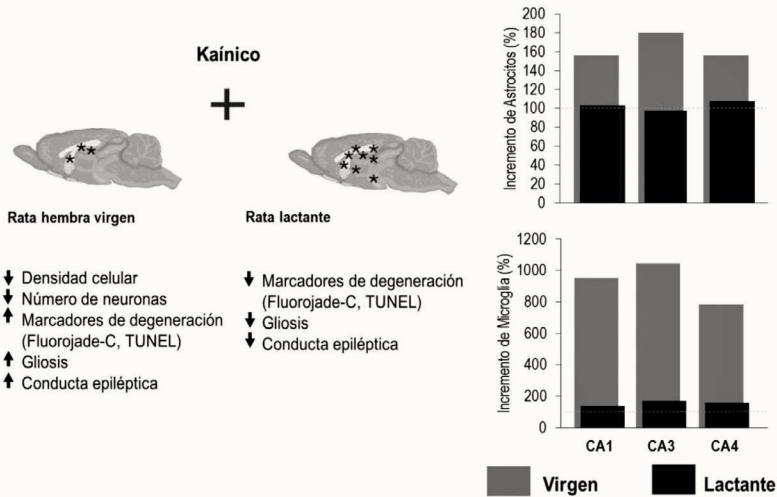 Kaínico
+
Rata hembra virgen
Rata lactante
Densidad celular
Número de neuronas
Marcadores de degeneración
(Fluorojade-C, TUNEL)
Gliosis
Conducta epiléptica
Marcadores de degeneración
(Fluorojade-C, TUNEL)
Gliosis
Conducta epiléptica
Incremento de Astrocitos (%)
200
180
160
140
120
100
80
60
40
20
0
Incremento de Microglia (%)
1200
1000
800
600
400
200
0
CA1 CA3 CA4
Virgen Lactante